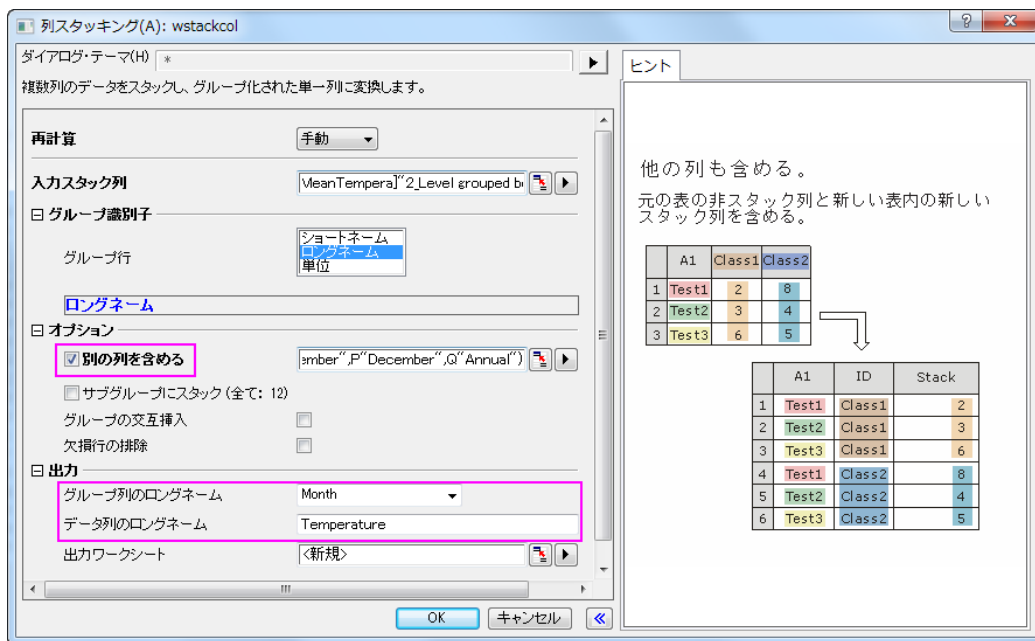 列スタッキング(A): wstackcol
ダイアログ・テーマ(H) *
複数列のデータをスタックし、グループ化された単一列に変換します。
再計算 手動
入力スタック列 MeanTempera]"2_Level grouped b
グループ識別子
グループ行 ショートネーム
ロングネーム
単位
ロングネーム
オプション
別の列を含める ember",P"December",Q"Annual")
サブグループにスタック(全て: 12)
グループの交互挿入
欠損行の排除
出力
グループ列のロングネーム Month
データ列のロングネーム Temperature
出力ワークシート <新規>
OK キャンセル
ヒント
他の列も含める。
元の表の非スタック列と新しい表内の新しい
スタック列を含める。
A1 Class1 Class2
1 Test1 2 8
2 Test2 3 4
3 Test3 6 5
A1 ID Stack
1 Test1 Class1 2
2 Test2 Class1 3
3 Test3 Class1 6
4 Test1 Class2 8
5 Test2 Class2 4
6 Test3 Class2 5